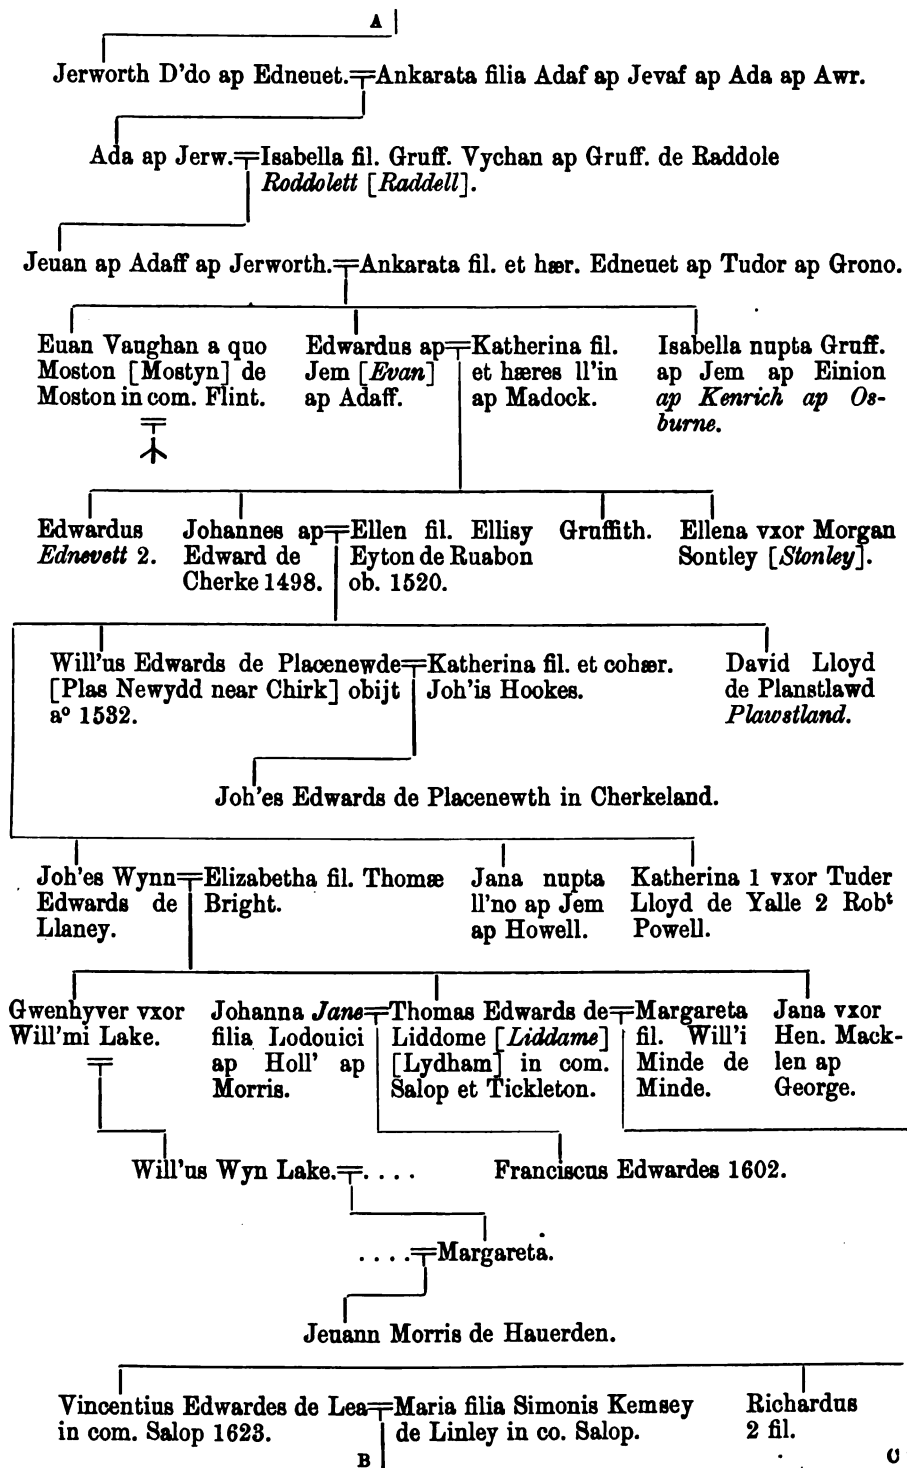 A
Jerworth D'do ap Edneuet. Ankarata filia Adaf ap Jevaf ap Ada ap Awr.
Ada ap Jerw. Isabella fil. Gruff. Vychan ap Gruff. de Raddole
Roddolett [Raddell].
Jeuan ap Adaff ap Jerworth. Ankarata fil. et hær. Edneuet ap Tudor ap Grono.
Euan Vaughan a quo
Moston [Mostyn] de
Moston in com. Flint.
Edwardus ap
Jem [Evan]
ap Adaff.
Katherina fil.
et hæres ll'in
ap Madock.
Isabella nupta Gruff.
ap Jem ap Einion
ap Kenrich ap Os-
burne.
Edwardus
Ednevett 2.
Johannes ap
Edward de
Cherke 1498.
Ellen fil. Ellisy
Eyton de Ruabon
ob. 1520.
Gruffith.
Ellena vxor Morgan
Sontley [Stonley].
Will'us Edwards de Placenewde
[Plas Newydd near Chirk] obijt
aº 1532.
Katherina fil. et cohær.
Joh'is Hookes.
David Lloyd
de Planstlawd
Plawstland.
Joh'es Edwards de Placenewth in Cherkeland.
Joh'es Wynn
Edwards de
Llaney.
Elizabetha fil. Thomæ
Bright.
Jana nupta
ll'no ap Jem
ap Howell.
Katherina 1 vxor Tuder
Lloyd de Yalle 2 Robᵗ
Powell.
Gwenhyver vxor
Will'mi Lake.
Johanna Jane
filia Lodouici
ap Holl' ap
Morris.
Thomas Edwards de
Liddome [Liddame]
[Lydham] in com.
Salop et Tickleton.
Margareta
fil. Will'i
Minde de
Minde.
Jana vxor
Hen. Mack-
len ap
George.
Will'us Wyn Lake. . . . .
Franciscus Edwardes 1602.
. . . . Margareta.
Jeuann Morris de Hauerden.
Vincentius Edwardes de Lea
in com. Salop 1623.
Maria filia Simonis Kemsey
de Linley in co. Salop.
Richardus
2 fil.
B
C